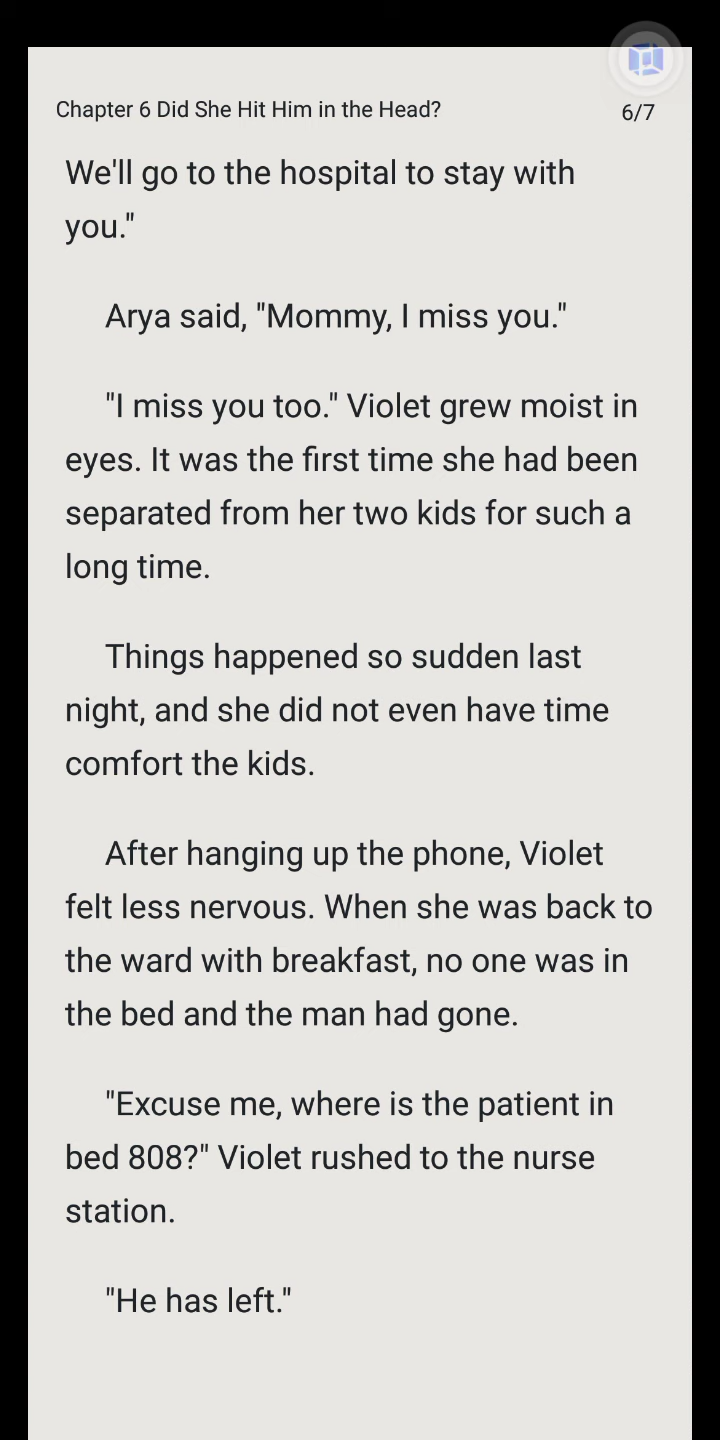 Chapter 6 Did She Hit Him in the Head?
6/7
We'll go to the hospital to stay with
you."
Arya said, "Mommy, I miss you."
"I miss you too." Violet grew moist in
eyes. It was the first time she had been
separated from her two kids for such a
long time.
Things happened so sudden last
night, and she did not even have time
comfort the kids.
After hanging up the phone, Violet
felt less nervous. When she was back to
the ward with breakfast, no one was in
the bed and the man had gone.
"Excuse me, where is the patient in
bed 808?" Violet rushed to the nurse
station.
"He has left."